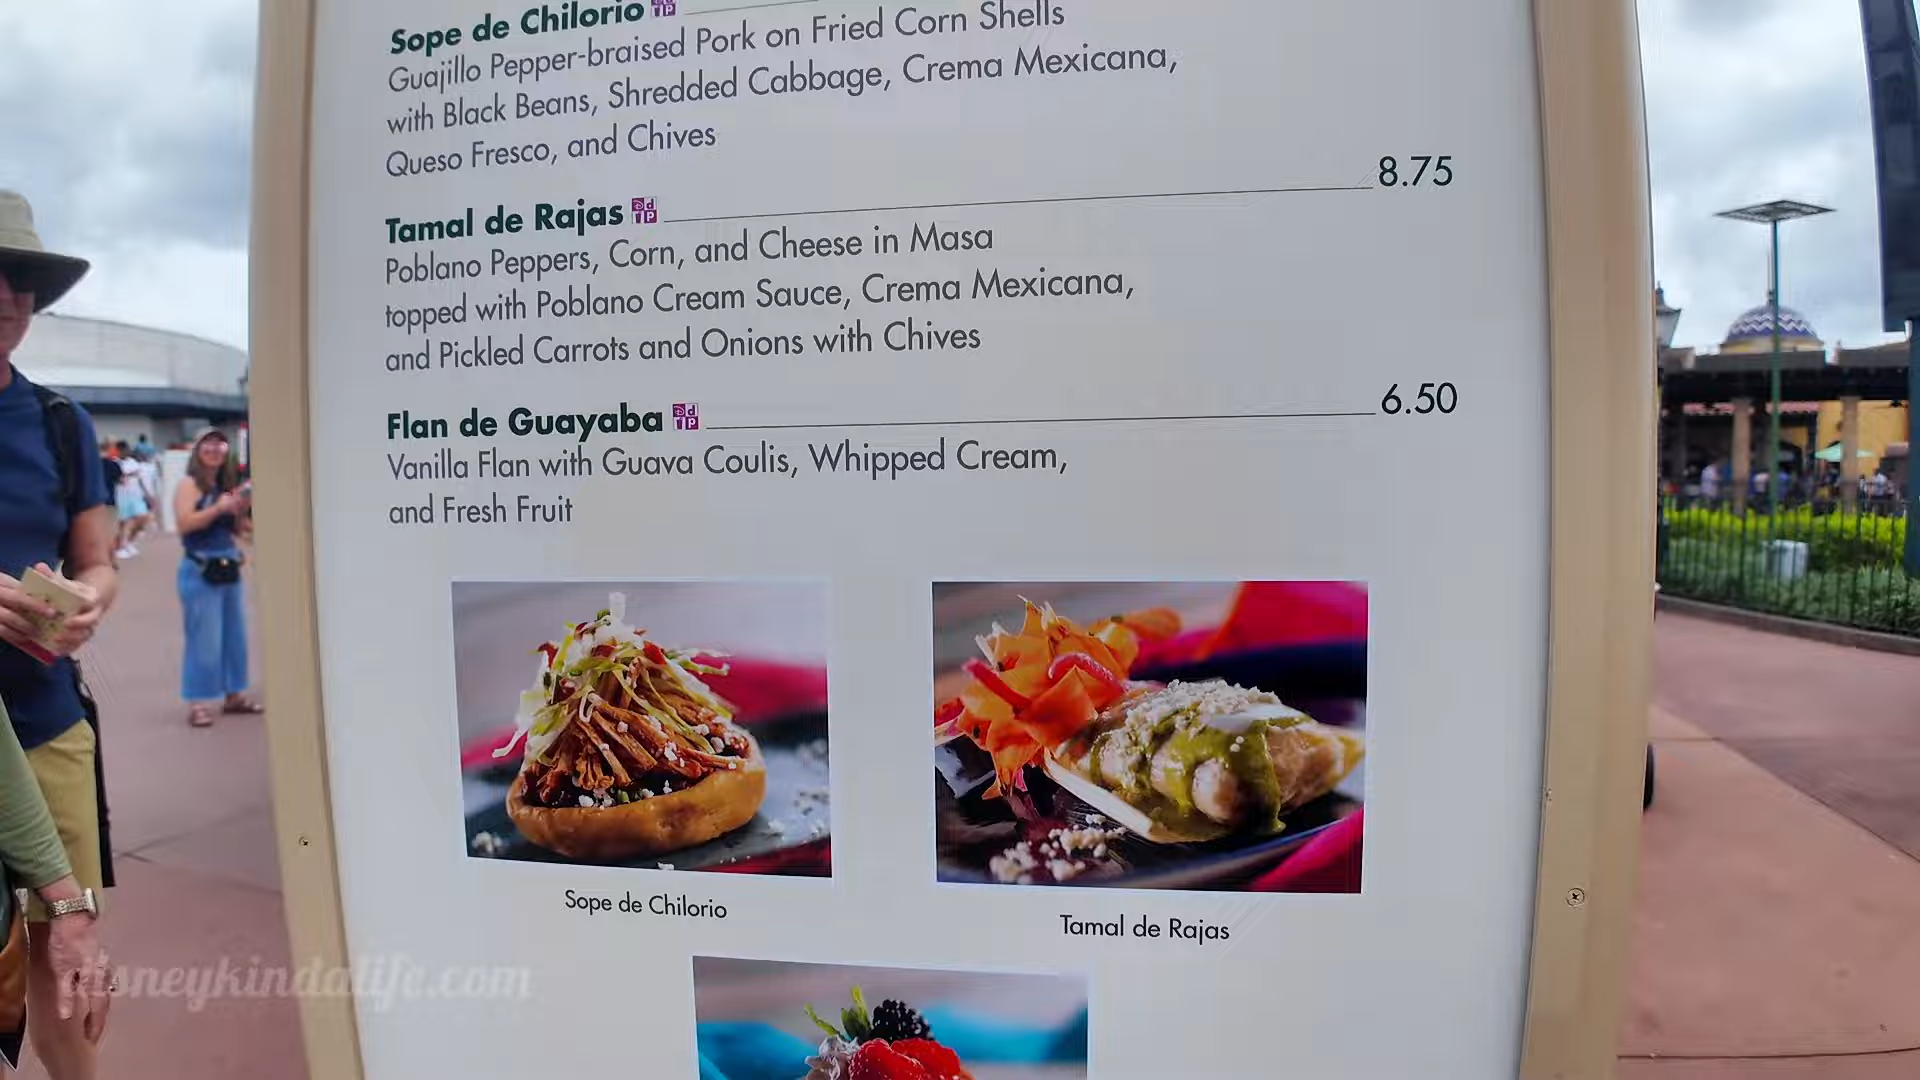 Sope de Chilorio
Guajillo Pepper-braised Pork on Fried Corn Shells
with Black Beans, Shredded Cabbage, Crema Mexicana,
Queso Fresco, and Chives
Tamal de Rajas 8.75
Poblano Peppers, Corn, and Cheese in Masa
topped with Poblano Cream Sauce, Crema Mexicana,
and Pickled Carrots and Onions with Chives
Flan de Guayaba 6.50
Vanilla Flan with Guava Coulis, Whipped Cream,
and Fresh Fruit
Sope de Chilorio
Tamal de Rajas
disneykindalife.com